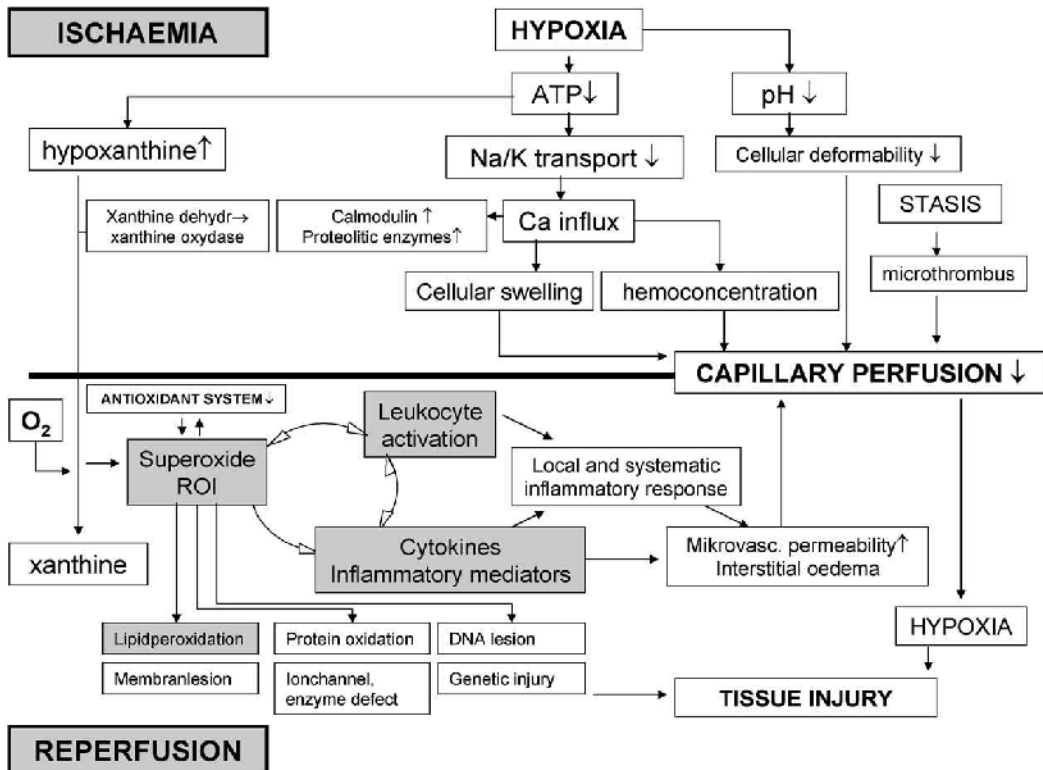 ISCHAEMIA
HYPOXIA
ATP↓
pH ↓
hypoxanthine↑
Na/K transport ↓
Cellular deformability ↓
Xanthine dehydr→
xanthine oxydase
Calmodulin ↑
Proteolitic enzymes↑
Ca influx
STASIS
Cellular swelling
hemoconcentration
microthrombus
CAPILLARY PERFUSION ↓
ANTIOXIDANT SYSTEM↓
O₂
Leukocyte
activation
Superoxide
ROI
Local and systematic
inflammatory response
Cytokines
Inflammatory mediators
Mikrovasc. permeability↑
Interstitial oedema
xanthine
Lipidperoxidation
Protein oxidation
DNA lesion
HYPOXIA
Membranlesion
Ionchannel,
enzyme defect
Genetic injury
TISSUE INJURY
REPERFUSION